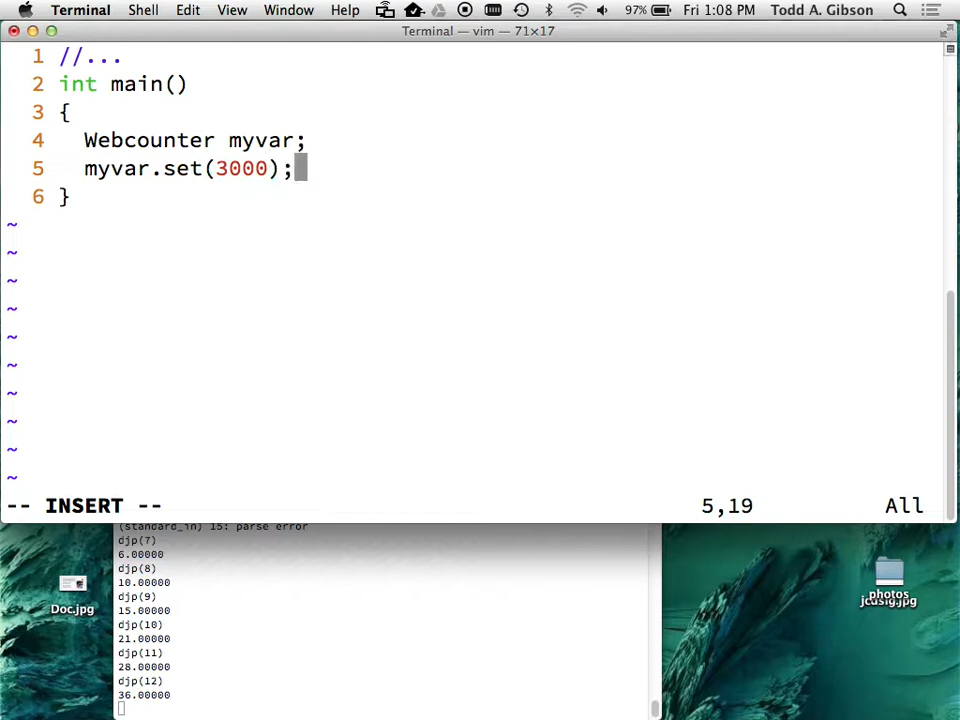 Terminal Shell Edit View Window Help 97% Fri 1:08 PM Todd A. Gibson
Terminal — vim — 71×17
1 //...
2 int main()
3 {
4 Webcounter myvar;
5 myvar.set(3000);
6 }
~
~
~
~
~
~
~
~
~
~
-- INSERT -- 5,19 All
(standard_in) 15: parse error
djp(7)
6.00000
djp(8)
10.00000
djp(9)
15.00000
djp(10)
21.00000
djp(11)
28.00000
djp(12)
36.00000
Doc.jpg
photos
jcdsig.jpg